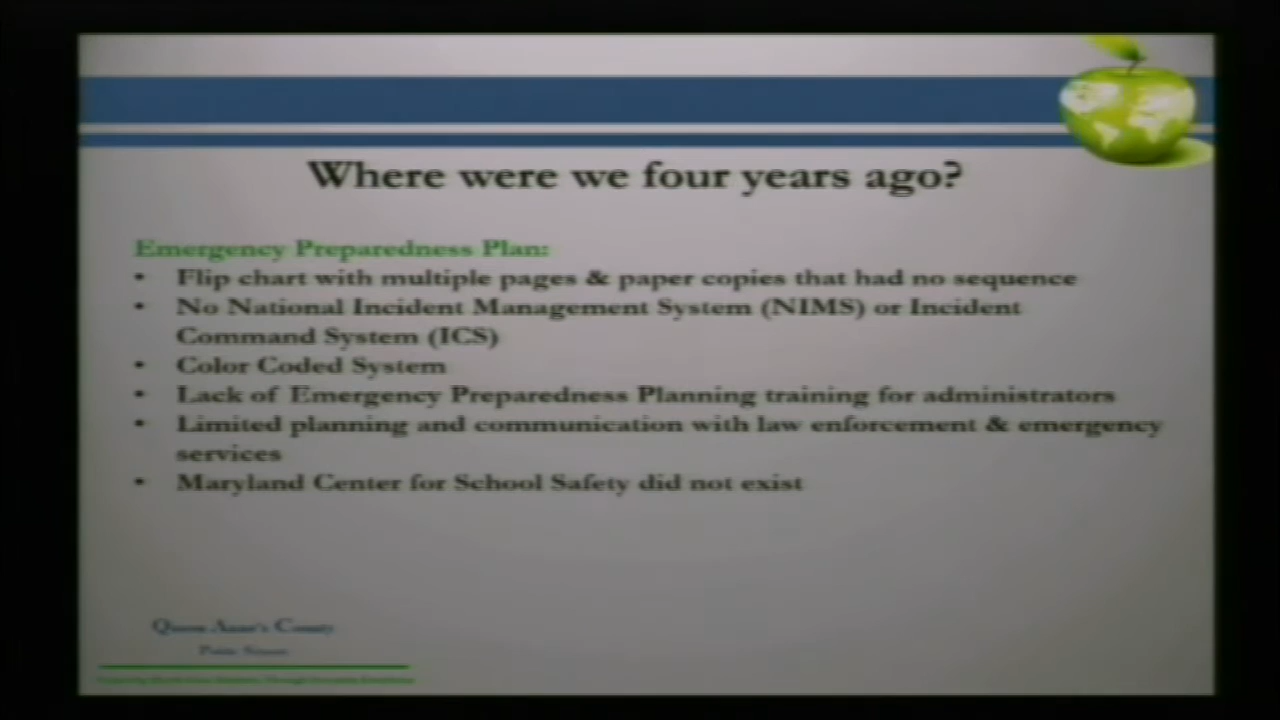 Where were we four years ago?
Emergency Preparedness Plan:
• Flip chart with multiple pages & paper copies that had no sequence
• No National Incident Management System (NIMS) or Incident
Command System (ICS)
• Color Coded System
• Lack of Emergency Preparedness Planning training for administrators
• Limited planning and communication with law enforcement & emergency
services
• Maryland Center for School Safety did not exist
Queen Anne's County